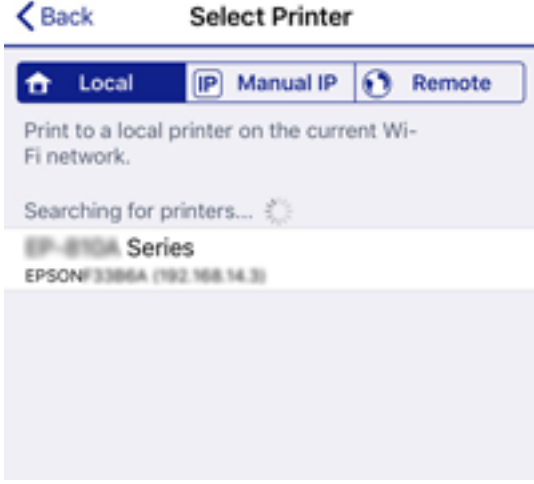 Back
Select Printer
Local
IP Manual IP
Remote
Print to a local printer on the current Wi-
Fi network.
Searching for printers...
Series
EPSON